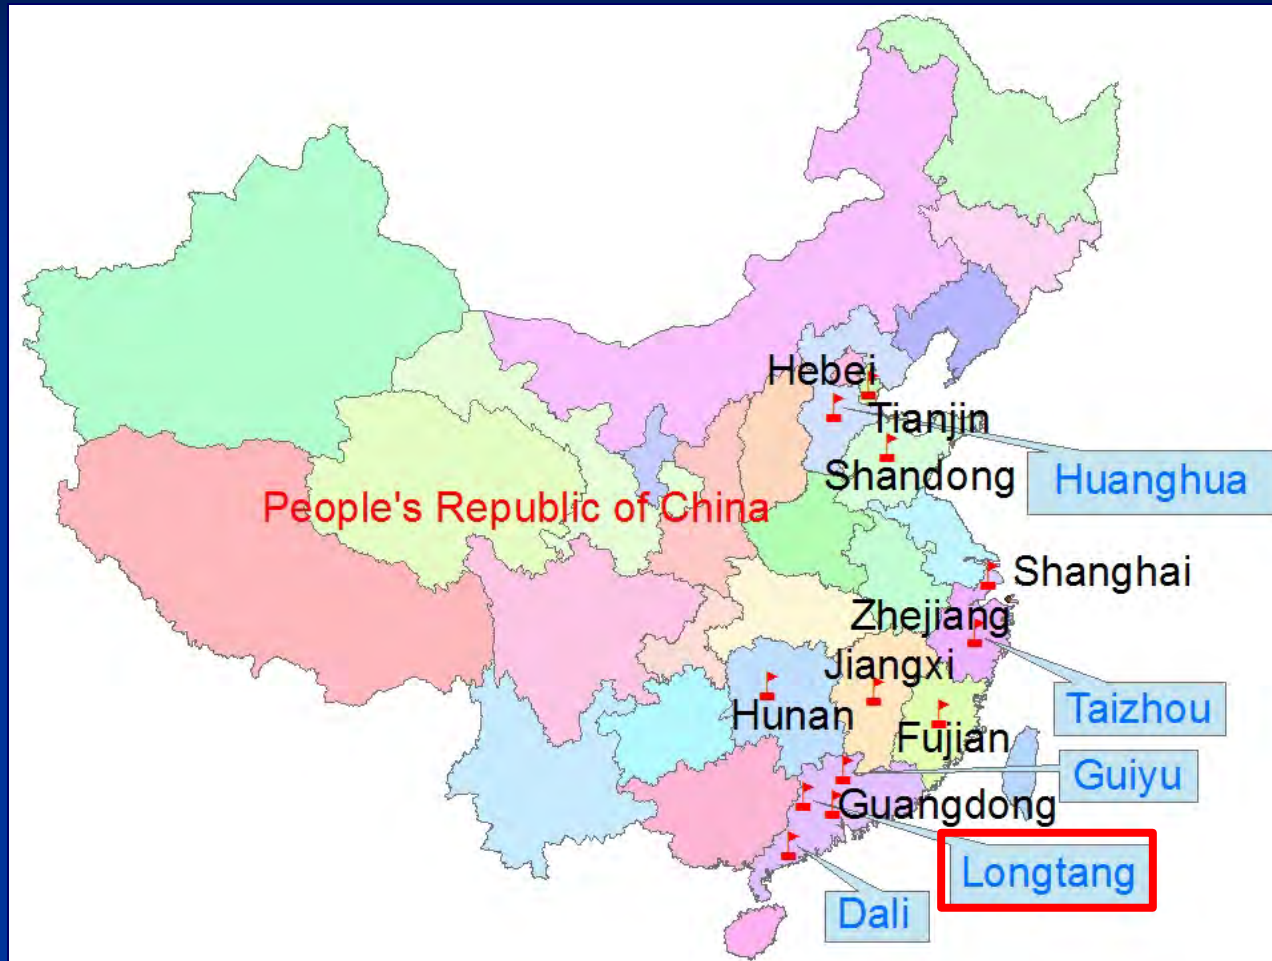 Hebei
Tianjin
Shandong
Huanghua
People's Republic of China
Shanghai
Zhejiang
Jiangxi
Taizhou
Hunan
Fujian
Guiyu
Guangdong
Longtang
Dali